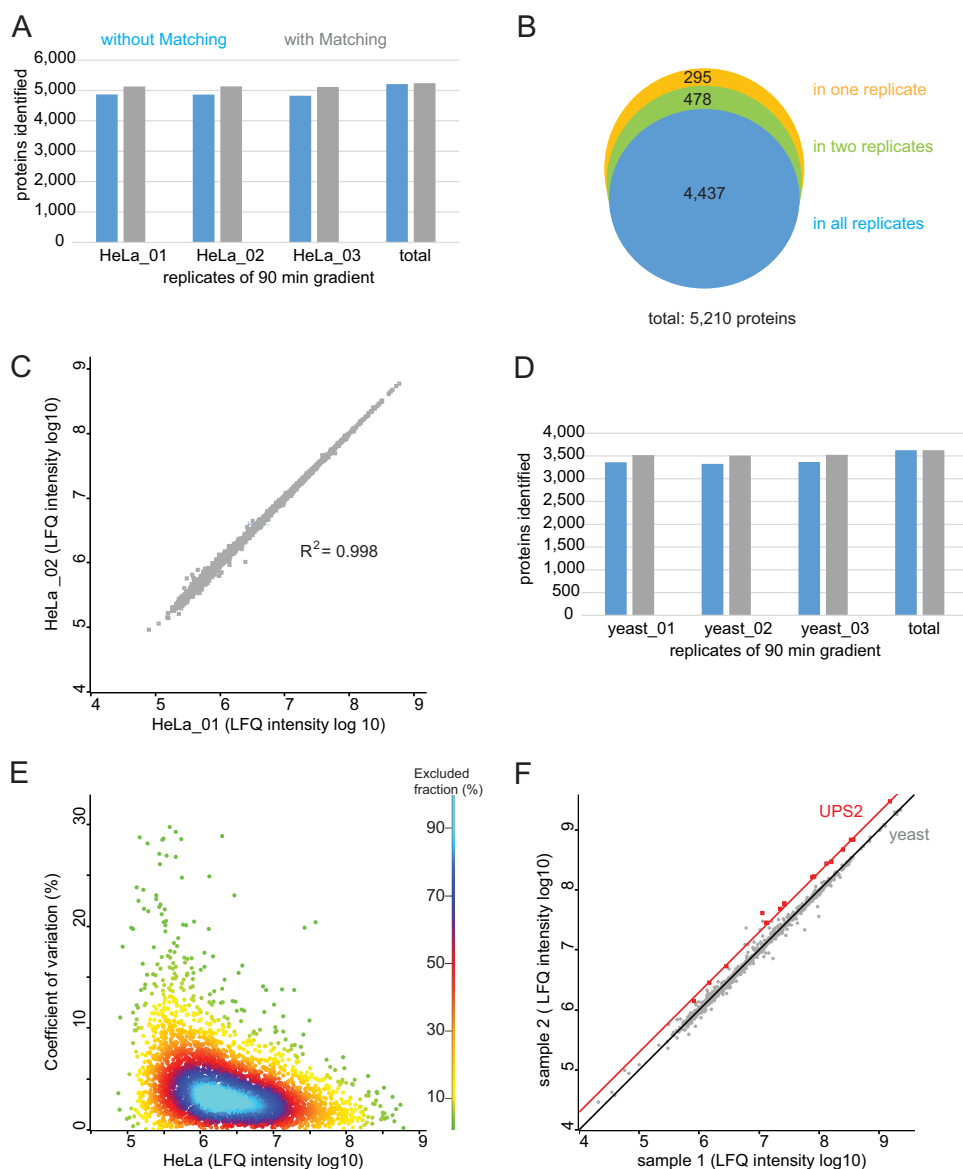 A
without Matching
with Matching
6,000
5,000
4,000
3,000
2,000
1,000
0
proteins identified
HeLa_01
HeLa_02
HeLa_03
total
replicates of 90 min gradient
B
295
478
4,437
in one replicate
in two replicates
in all replicates
total: 5,210 proteins
C
9
8
7
6
5
4
HeLa _02 (LFQ intensity log10)
R²= 0.998
4 5 6 7 8 9
HeLa_01 (LFQ intensity log 10)
D
4,000
3,500
3,000
2,500
2,000
1,500
1,000
500
0
proteins identified
yeast_01
yeast_02
yeast_03
total
replicates of 90 min gradient
E
30
20
10
0
Coefficient of variation (%)
5 6 7 8 9
HeLa (LFQ intensity log10)
Excluded
fraction (%)
90
70
50
30
10
F
9
8
7
6
5
4
sample 2 ( LFQ intensity log10)
UPS2
yeast
4 5 6 7 8 9
sample 1 (LFQ intensity log10)